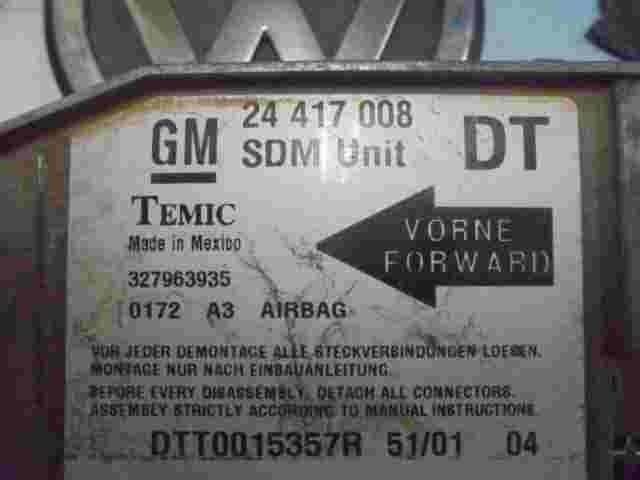 24 417 008
GM SDM Unit DT
TEMIC
Made in Mexico
VORNE
FORWARD
327963935
0172 A3 AIRBAG
VOR JEDER DEMONTAGE ALLE STECKVERBINDUNGEN LOESEN.
MONTAGE NUR NACH EINBAUANLEITUNG.
BEFORE EVERY DISASSEMBLY, DETACH ALL CONNECTORS.
ASSEMBLY STRICTLY ACCORDING TO MANUAL INSTRUCTIONS.
DTT0015357R 51/01 04